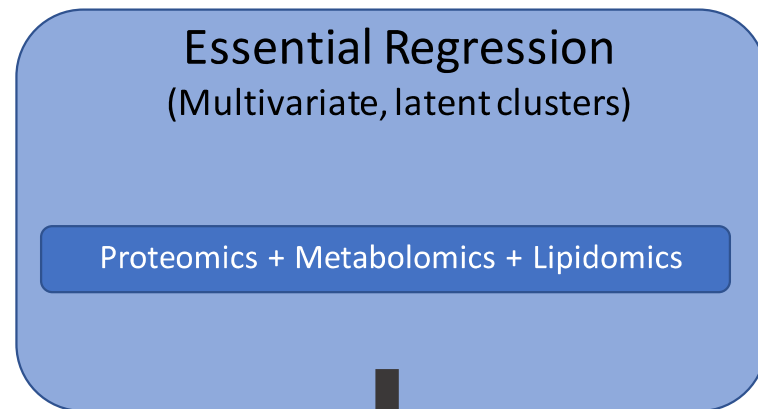 Essential Regression
(Multivariate, latent clusters)
Proteomics + Metabolomics + Lipidomics